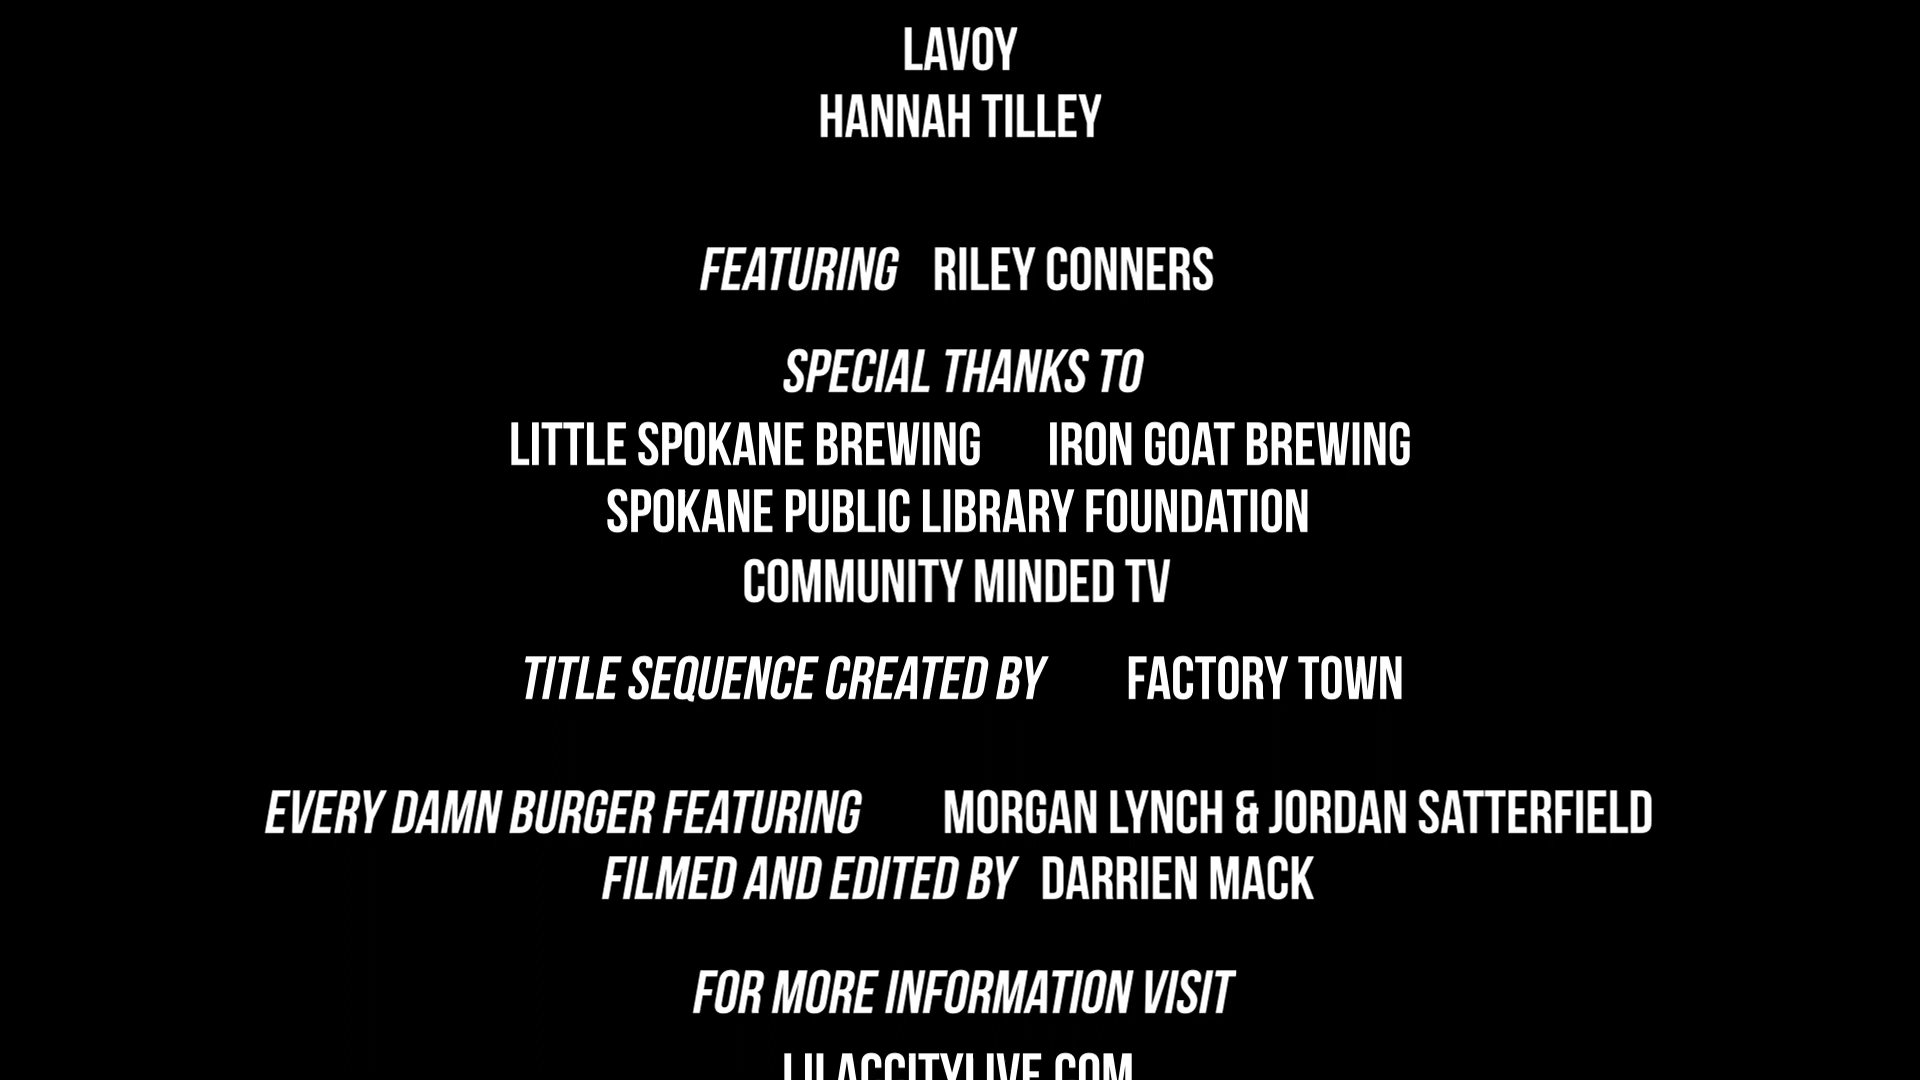 LAVOY
HANNAH TILLEY
FEATURING RILEY CONNERS
SPECIAL THANKS TO
LITTLE SPOKANE BREWING IRON GOAT BREWING
SPOKANE PUBLIC LIBRARY FOUNDATION
COMMUNITY MINDED TV
TITLE SEQUENCE CREATED BY FACTORY TOWN
EVERY DAMN BURGER FEATURING MORGAN LYNCH & JORDAN SATTERFIELD
FILMED AND EDITED BY DARRIEN MACK
FOR MORE INFORMATION VISIT
LILACCITYLIVE.COM